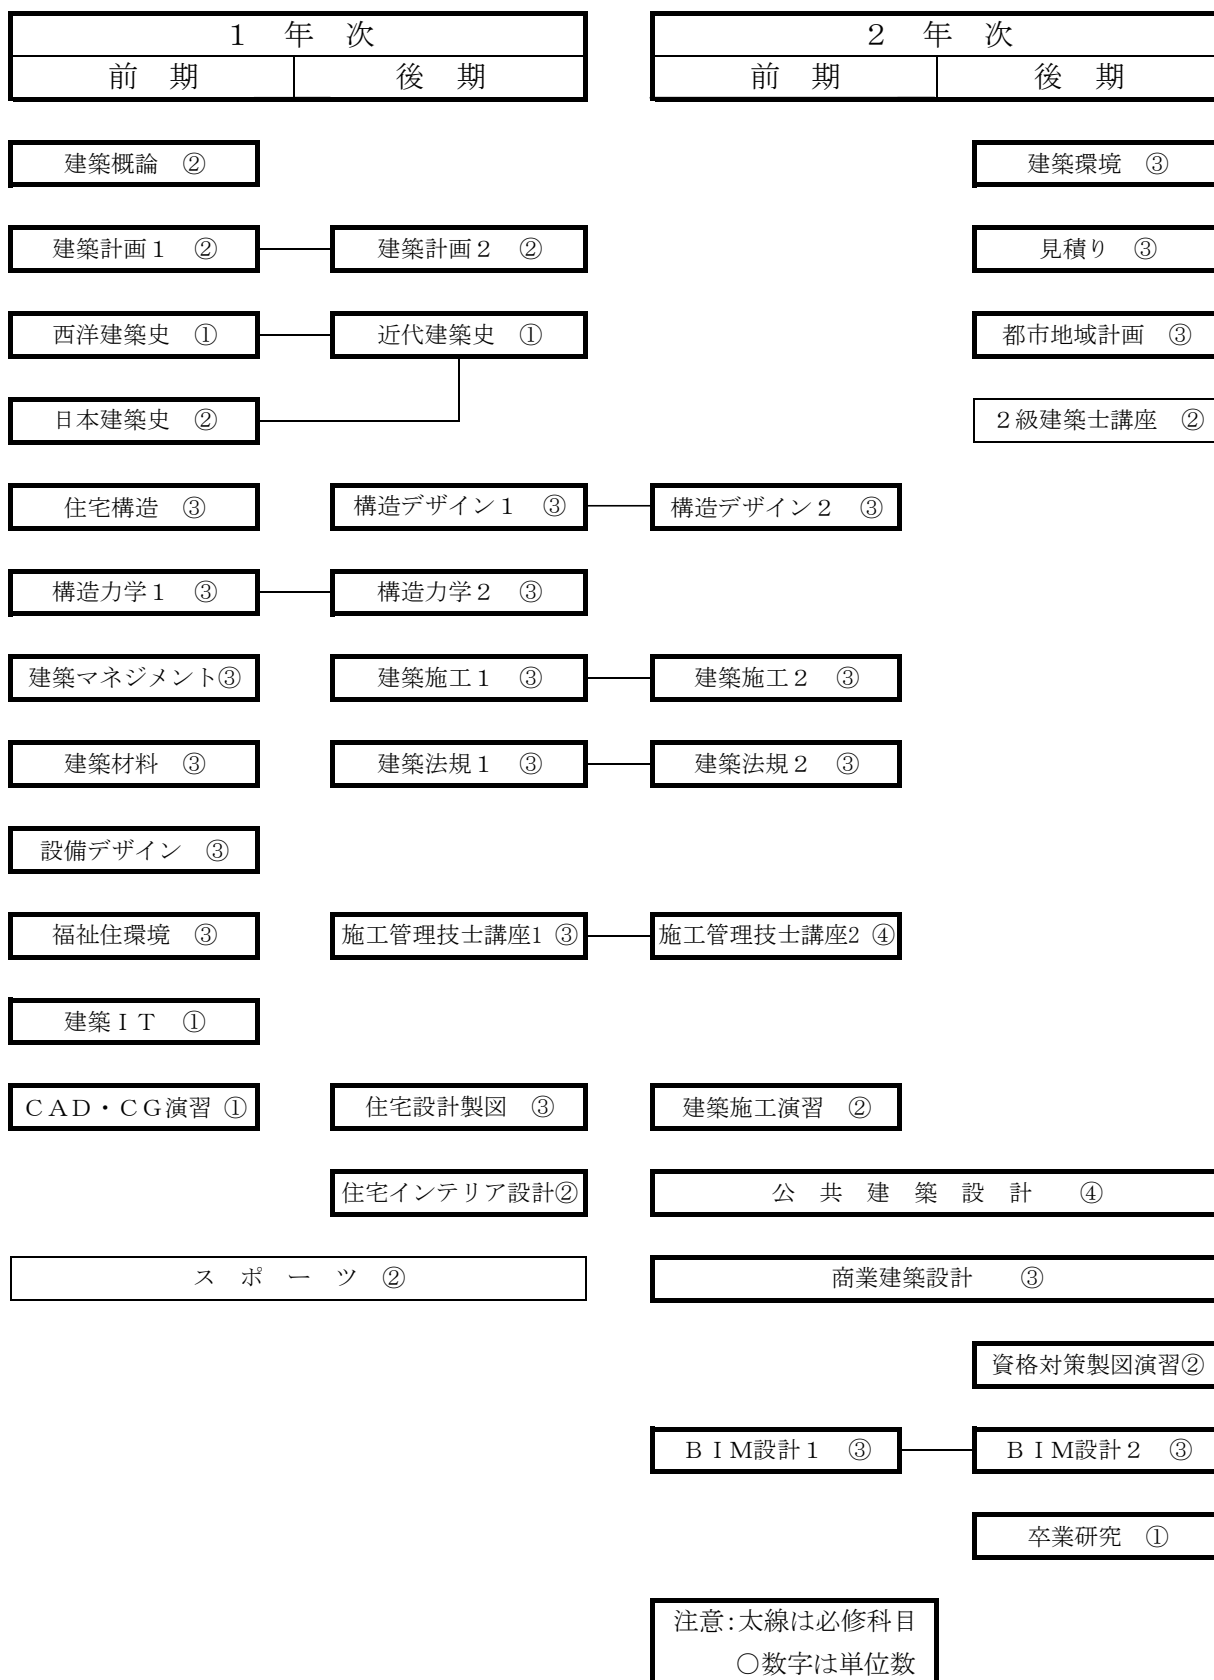 １ 年 次　２ 年 次
前 期　後 期　前 期　後 期
建築概論 ②　建築環境 ③
建築計画１ ②　建築計画２ ②　見積り ③
西洋建築史 ①　近代建築史 ①　都市地域計画 ③
日本建築史 ②　２級建築士講座 ②
住宅構造 ③　構造デザイン１ ③　構造デザイン２ ③
構造力学１ ③　構造力学２ ③
建築マネジメント③　建築施工１ ③　建築施工２ ③
建築材料 ③　建築法規１ ③　建築法規２ ③
設備デザイン ③
福祉住環境 ③　施工管理技士講座1 ③　施工管理技士講座2 ④
建築ＩＴ ①
ＣＡＤ・ＣＧ演習 ①　住宅設計製図 ③　建築施工演習 ②
住宅インテリア設計②　公 共 建 築 設 計 ④
ス ポ ー ツ ②　商業建築設計 ③
資格対策製図演習②
ＢＩＭ設計１ ③　ＢＩＭ設計２ ③
卒業研究 ①
注意:太線は必修科目
○数字は単位数